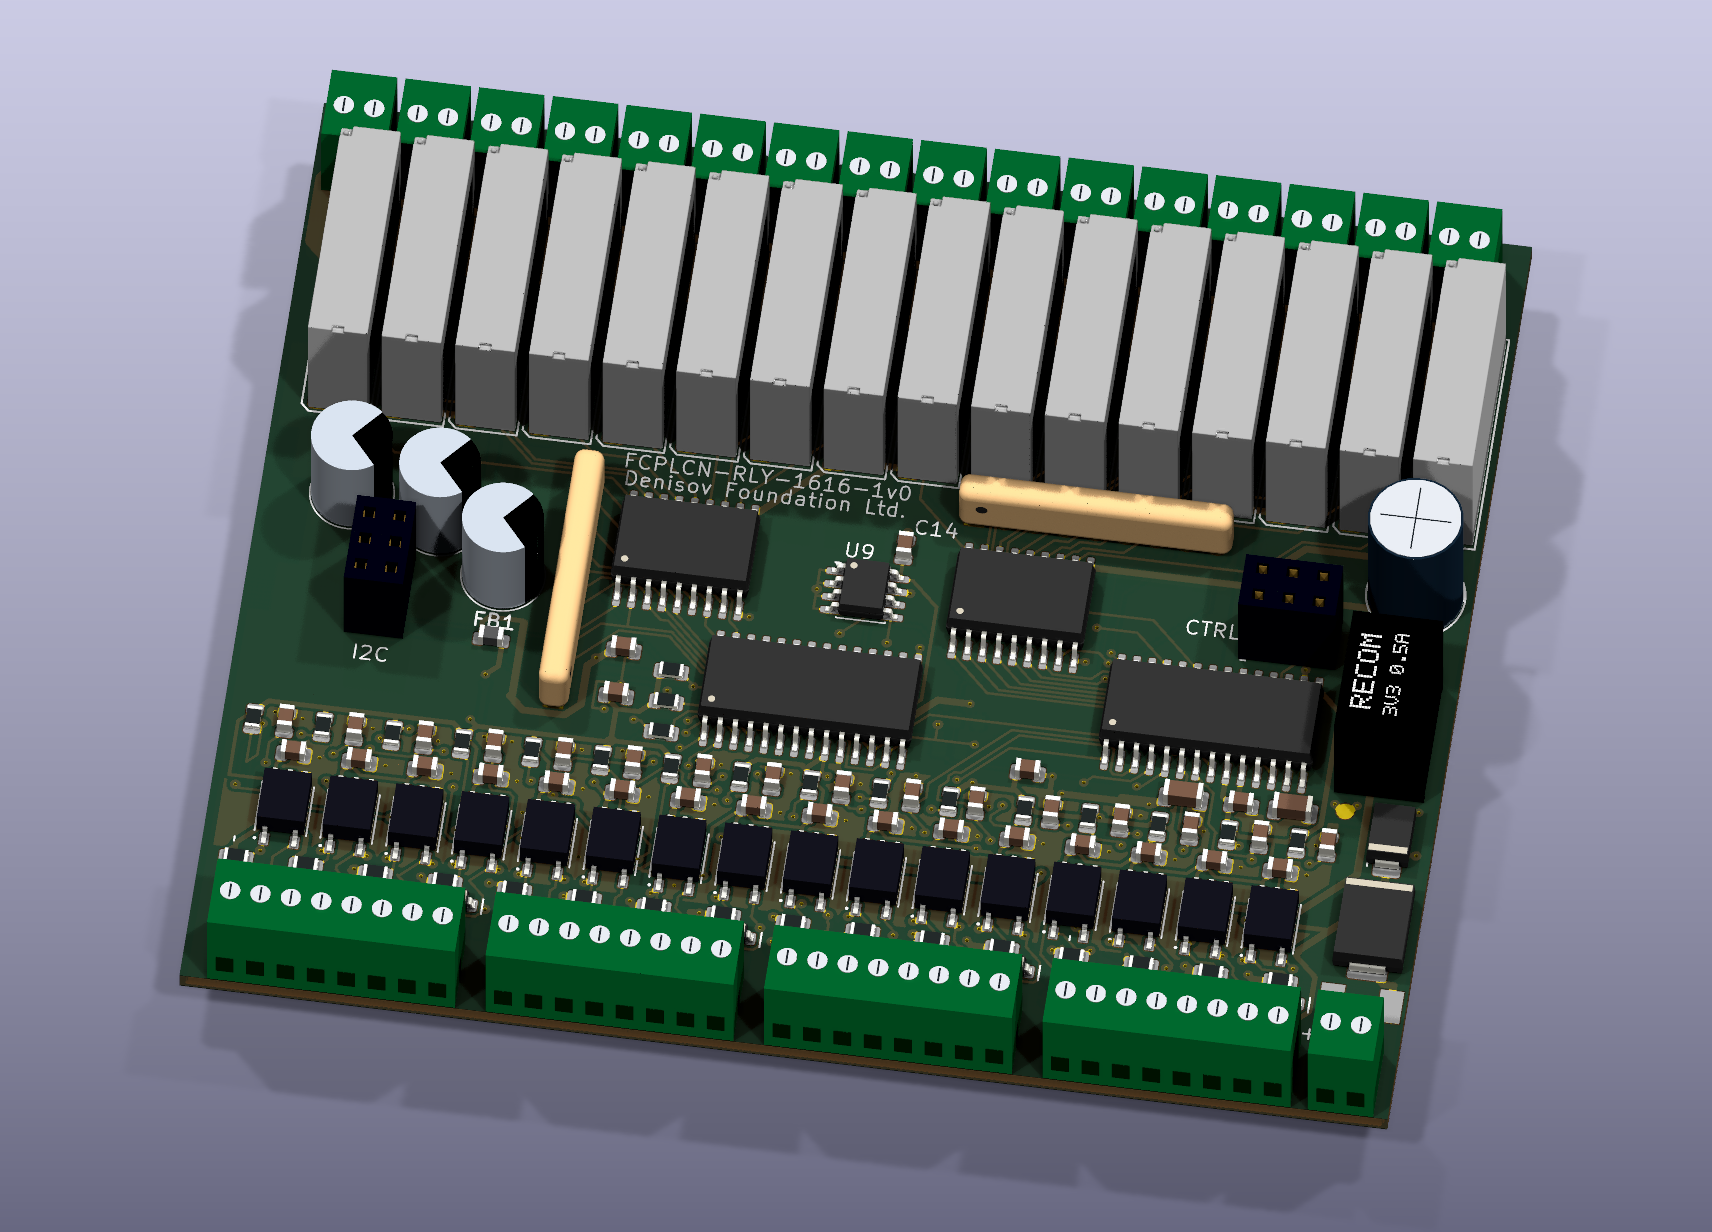 FCPLCN-RLY-1616-1v0
Denisov Foundation Ltd.
C14
U9
FB1
I2C
CTRL
RECOM
3V3 0.5A
+